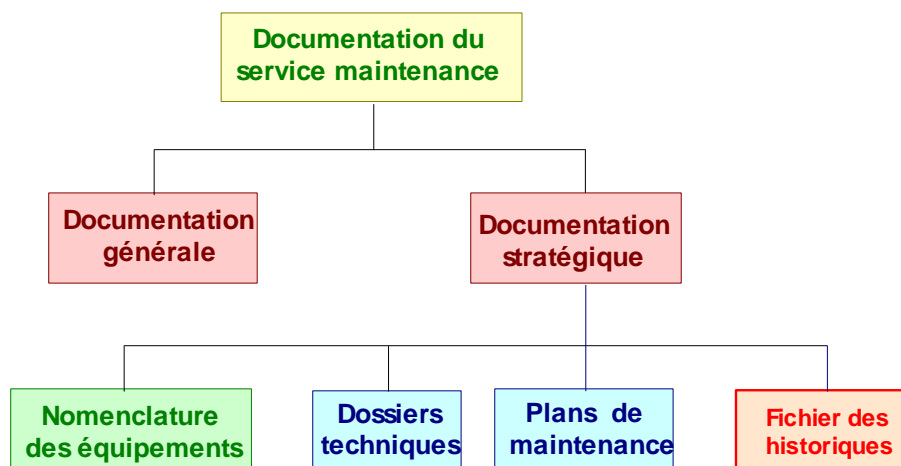 Documentation du
service maintenance
Documentation
générale
Documentation
stratégique
Nomenclature
des équipements
Dossiers
techniques
Plans de
maintenance
Fichier des
historiques